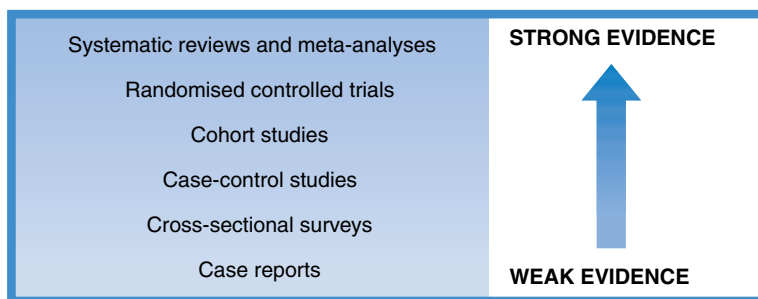 Systematic reviews and meta-analyses
Randomised controlled trials
Cohort studies
Case-control studies
Cross-sectional surveys
Case reports
STRONG EVIDENCE
WEAK EVIDENCE